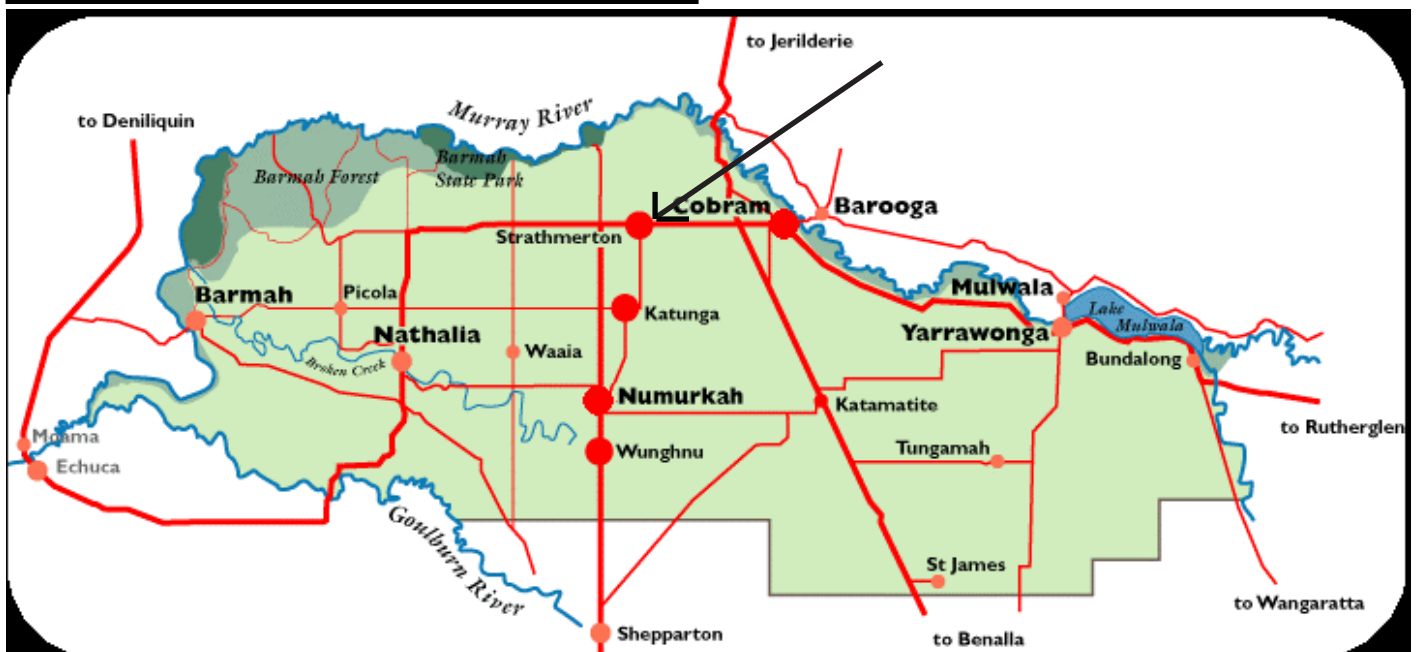 to Jerilderie
to Deniliquin
Murray River
Barmah Forest
Barmah
State Park
Cobram
Barooga
Strathmerton
Barmah
Picola
Katunga
Mulwala
Lake
Mulwala
Nathalia
Waaia
Yarrawonga
Bundalong
Broken Creek
Numurkah
Katamatite
to Rutherglen
Moama
Echuca
Wunghnu
Tungamah
Goulburn River
St James
to Wangaratta
Shepparton
to Benalla